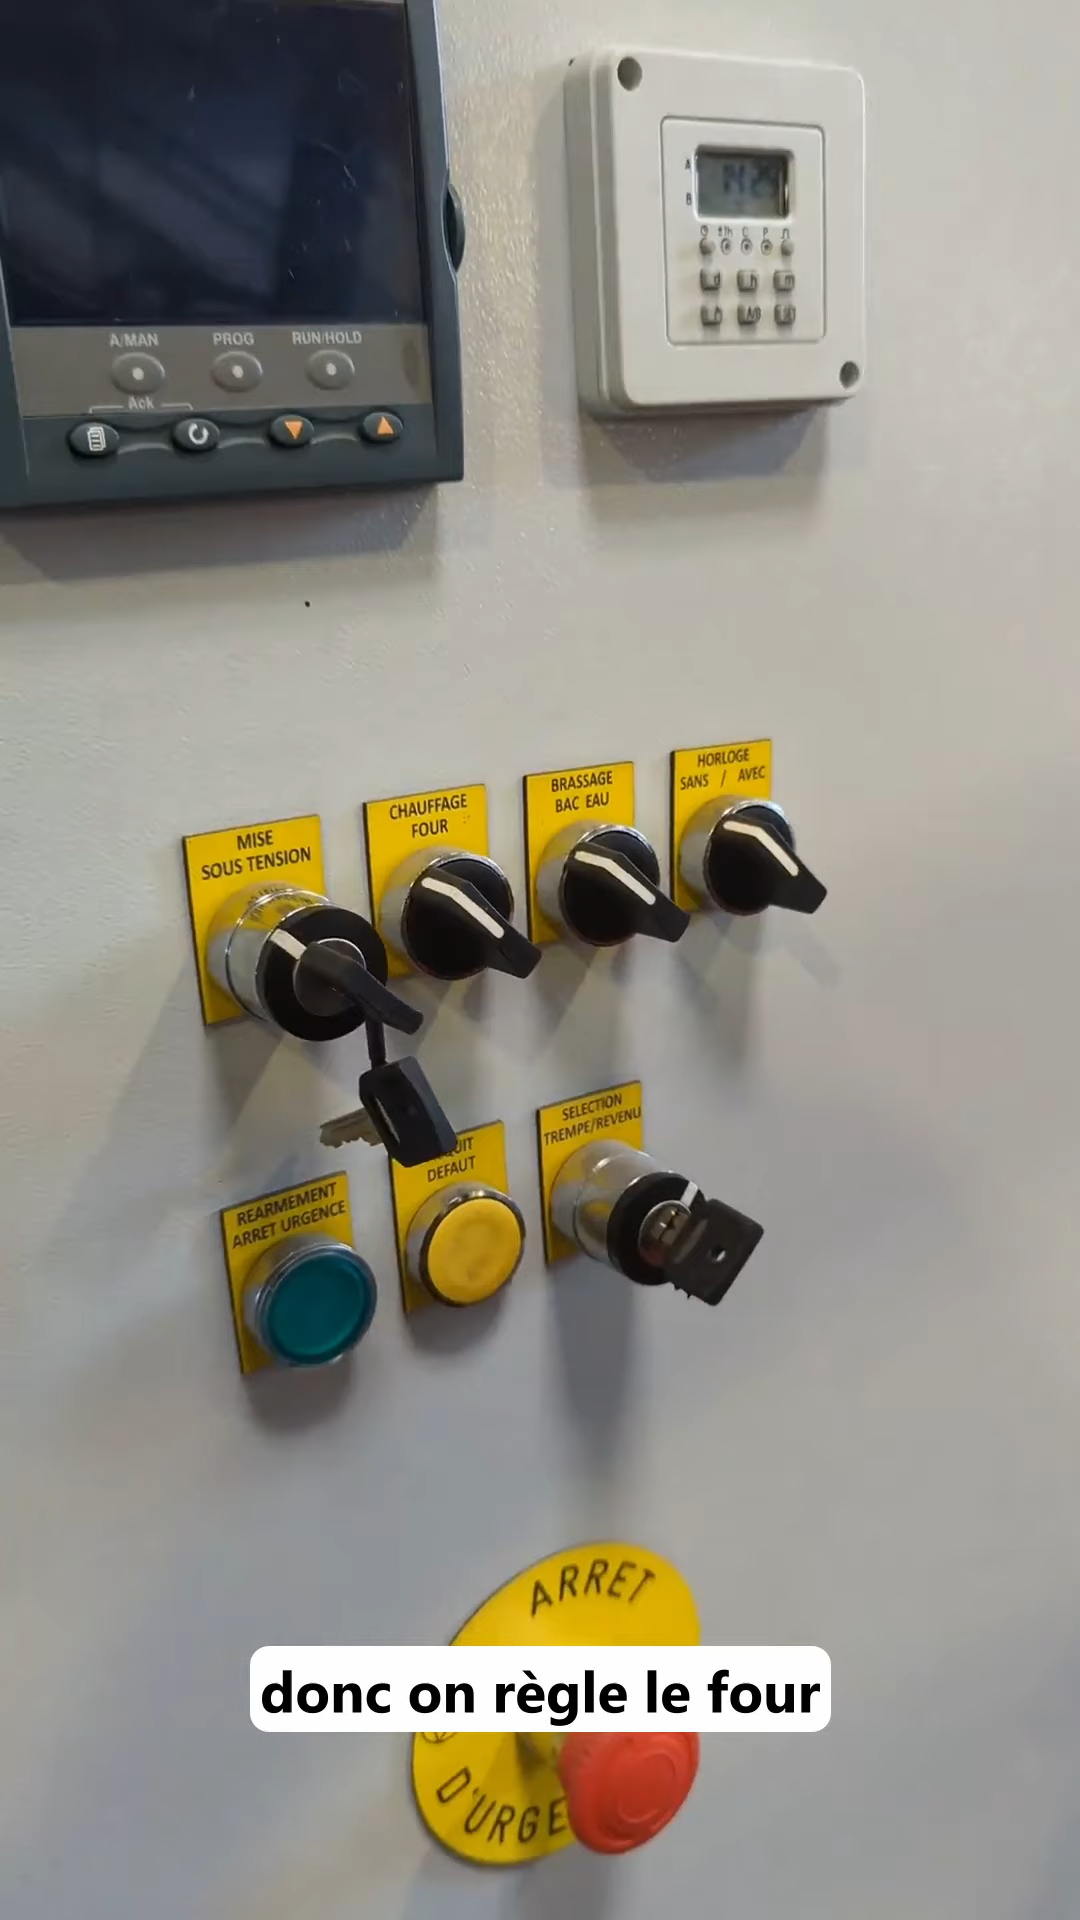 A/MAN PROG RUN/HOLD
Ack
A
B
±1h C P
d h m
A/B
HORLOGE
SANS / AVEC
BRASSAGE
BAC EAU
CHAUFFAGE
FOUR
MISE
SOUS TENSION
SELECTION
TREMPE/REVENU
DEFAUT
REARMEMENT
ARRET URGENCE
ARRET
donc on règle le four